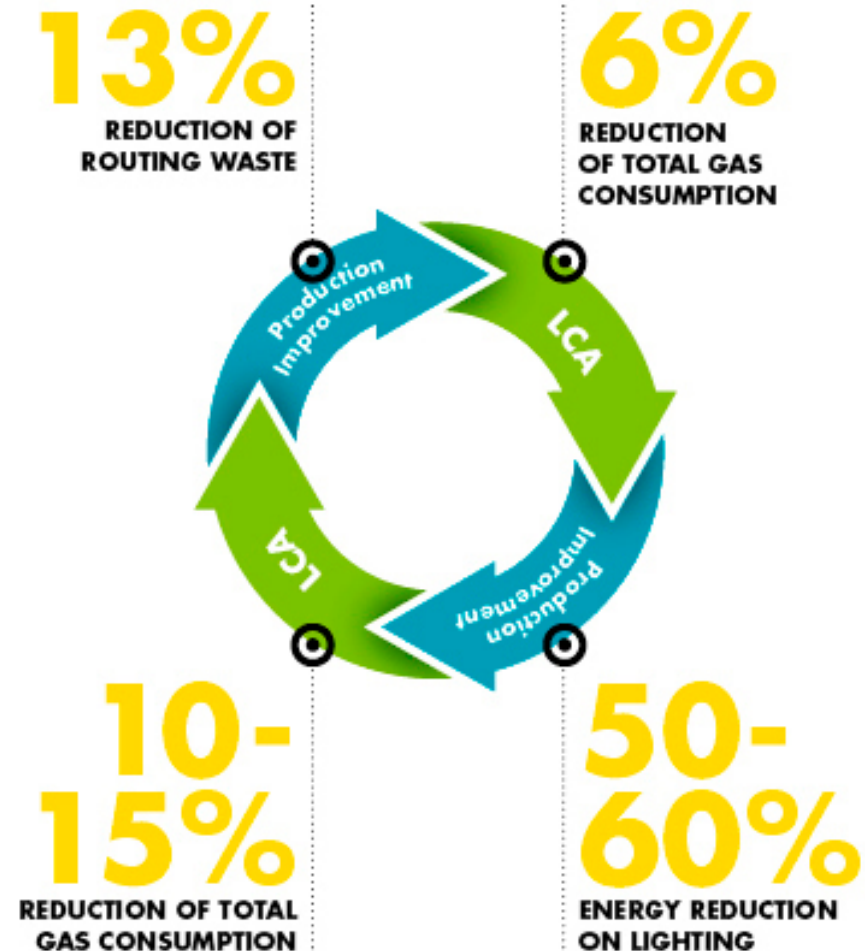 13%
REDUCTION OF
ROUTING WASTE
6%
REDUCTION
OF TOTAL GAS
CONSUMPTION
Production
Improvement
LCA
LCA
Production
Improvement
10-
15%
REDUCTION OF TOTAL
GAS CONSUMPTION
50-
60%
ENERGY REDUCTION
ON LIGHTING